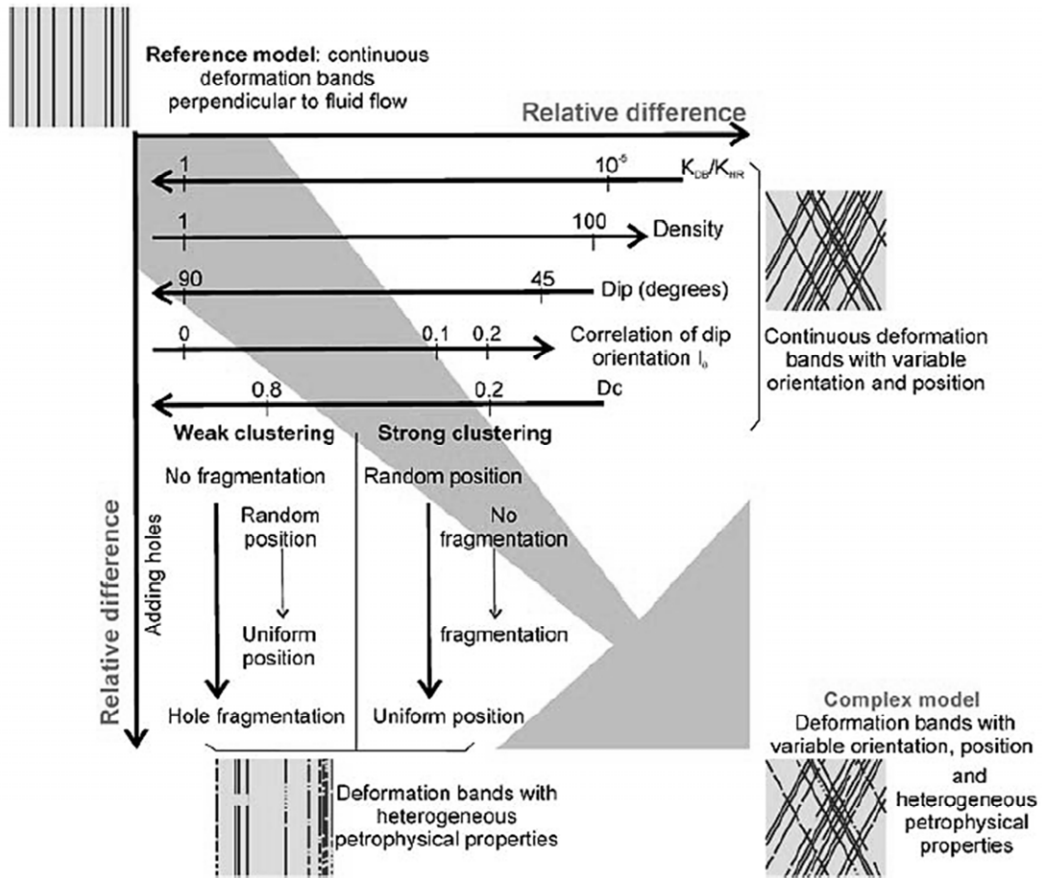 Reference model: continuous
deformation bands
perpendicular to fluid flow
Relative difference
1
10⁻⁵
K_DB/K_HR
1
100
Density
90
45
Dip (degrees)
0
0.1
0.2
Correlation of dip
orientation I_θ
0.8
0.2
Dc
Continuous deformation
bands with variable
orientation and position
Weak clustering
Strong clustering
No fragmentation
Random position
Random
position
No
fragmentation
Uniform
position
fragmentation
Hole fragmentation
Uniform position
Relative difference
Adding holes
Deformation bands with
heterogeneous
petrophysical properties
Complex model
Deformation bands with
variable orientation, position
and
heterogeneous
petrophysical
properties